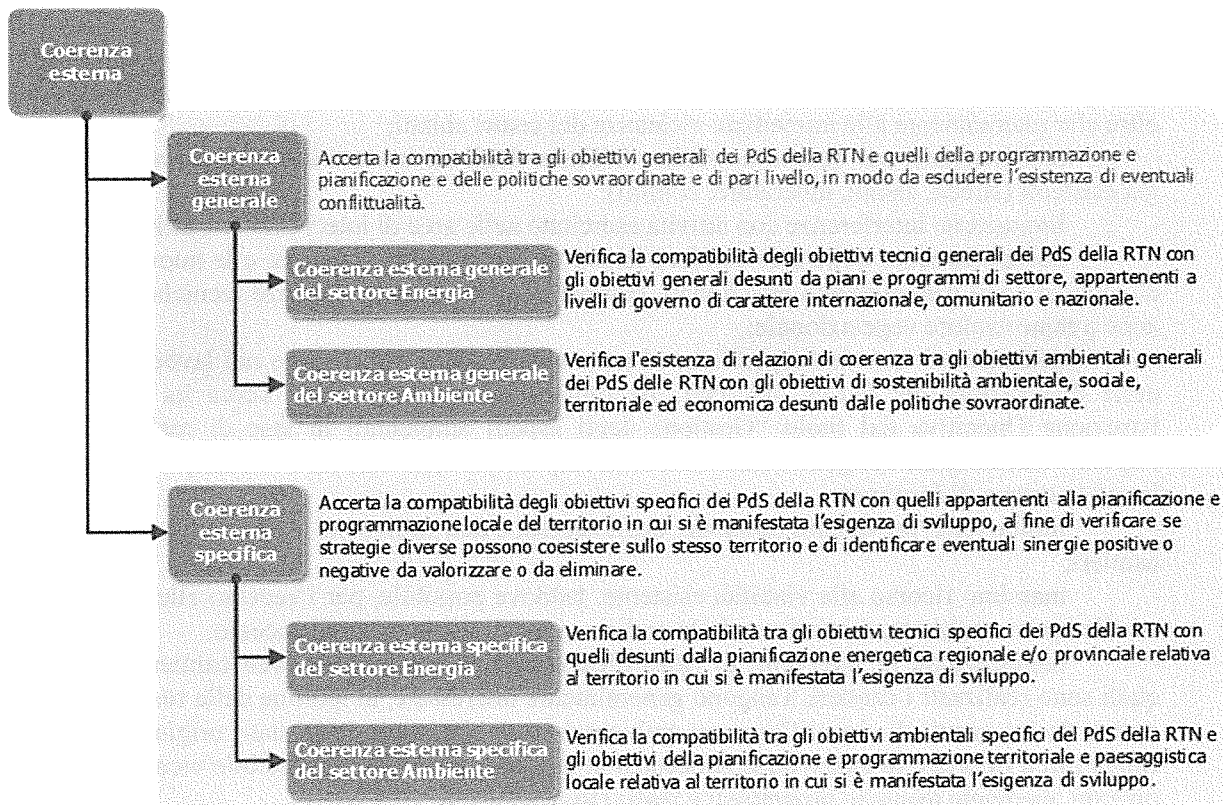 Coerenza
esterna
Coerenza
esterna
generale
Accerta la compatibilità tra gli obiettivi generali dei PdS della RTN e quelli della programmazione e
pianificazione e delle politiche sovraordinate e di pari livello, in modo da escludere l'esistenza di eventuali
conflittualità.
Coerenza esterna generale
del settore Energia
Verifica la compatibilità degli obiettivi tecnici generali dei PdS della RTN con
gli obiettivi generali desunti da piani e programmi di settore, appartenenti a
livelli di governo di carattere internazionale, comunitario e nazionale.
Coerenza esterna generale
del settore Ambiente
Verifica l'esistenza di relazioni di coerenza tra gli obiettivi ambientali generali
dei PdS delle RTN con gli obiettivi di sostenibilità ambientale, sociale,
territoriale ed economica desunti dalle politiche sovraordinate.
Coerenza
esterna
specifica
Accerta la compatibilità degli obiettivi specifici dei PdS della RTN con quelli appartenenti alla pianificazione e
programmazione locale del territorio in cui si è manifestata l'esigenza di sviluppo, al fine di verificare se
strategie diverse possono coesistere sullo stesso territorio e di identificare eventuali sinergie positive o
negative da valorizzare o da eliminare.
Coerenza esterna specifica
del settore Energia
Verifica la compatibilità tra gli obiettivi tecnici specifici dei PdS della RTN con
quelli desunti dalla pianificazione energetica regionale e/o provinciale relativa
al territorio in cui si è manifestata l'esigenza di sviluppo.
Coerenza esterna specifica
del settore Ambiente
Verifica la compatibilità tra gli obiettivi ambientali specifici del PdS della RTN e
gli obiettivi della pianificazione e programmazione territoriale e paesaggistica
locale relativa al territorio in cui si è manifestata l'esigenza di sviluppo.